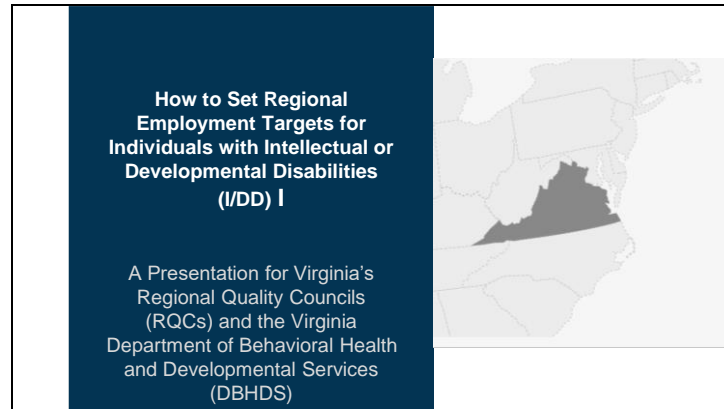 How to Set Regional
Employment Targets for
Individuals with Intellectual or
Developmental Disabilities
(I/DD) I
A Presentation for Virginia's
Regional Quality Councils
(RQCs) and the Virginia
Department of Behavioral Health
and Developmental Services
(DBHDS)